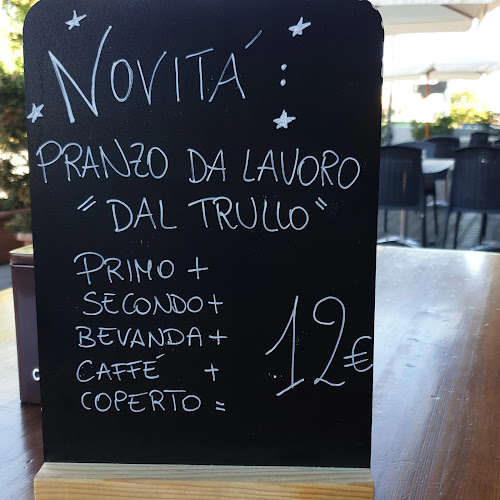 NOVITÁ:
PRANZO DA LAVORO
"DAL TRULLO"
PRIMO +
SECONDO +
BEVANDA +
CAFFÉ +
COPERTO =
12€